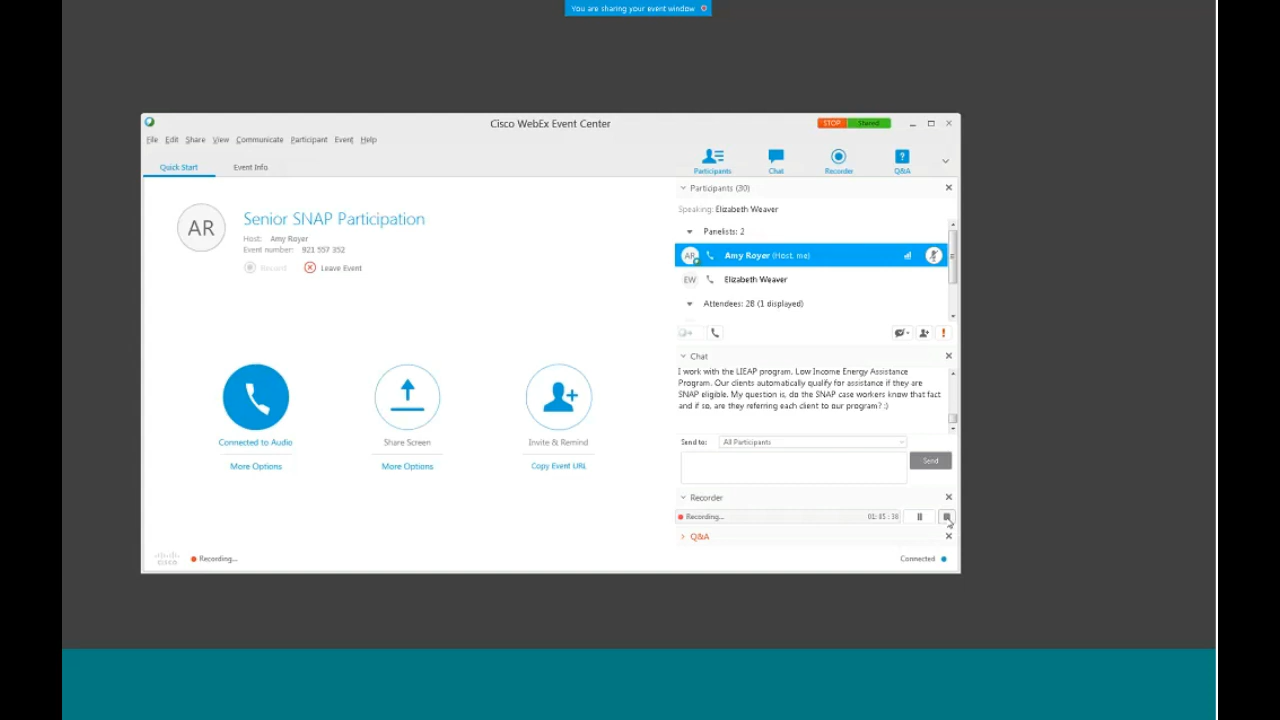 You are sharing your event window
Cisco WebEx Event Center
STOP Shared
File Edit Share View Communicate Participant Event Help
Quick Start Event Info
Participants Chat Recorder Q&A
Participants (30)
Speaking: Elizabeth Weaver
Panelists: 2
AR Amy Royer (Host, me)
EW Elizabeth Weaver
Attendees: 28 (1 displayed)
AR
Senior SNAP Participation
Host: Amy Royer
Event number: 921 557 352
Record Leave Event
Chat
I work with the LIEAP program, Low Income Energy Assistance
Program. Our clients automatically qualify for assistance if they are
SNAP eligible. My question is, do the SNAP case workers know that fact
and if so, are they referring each client to our program? :)
Send to: All Participants
Send
Connected to Audio Share Screen Invite & Remind
More Options More Options Copy Event URL
Recorder
Recording...
Q&A
cisco Recording... Connected